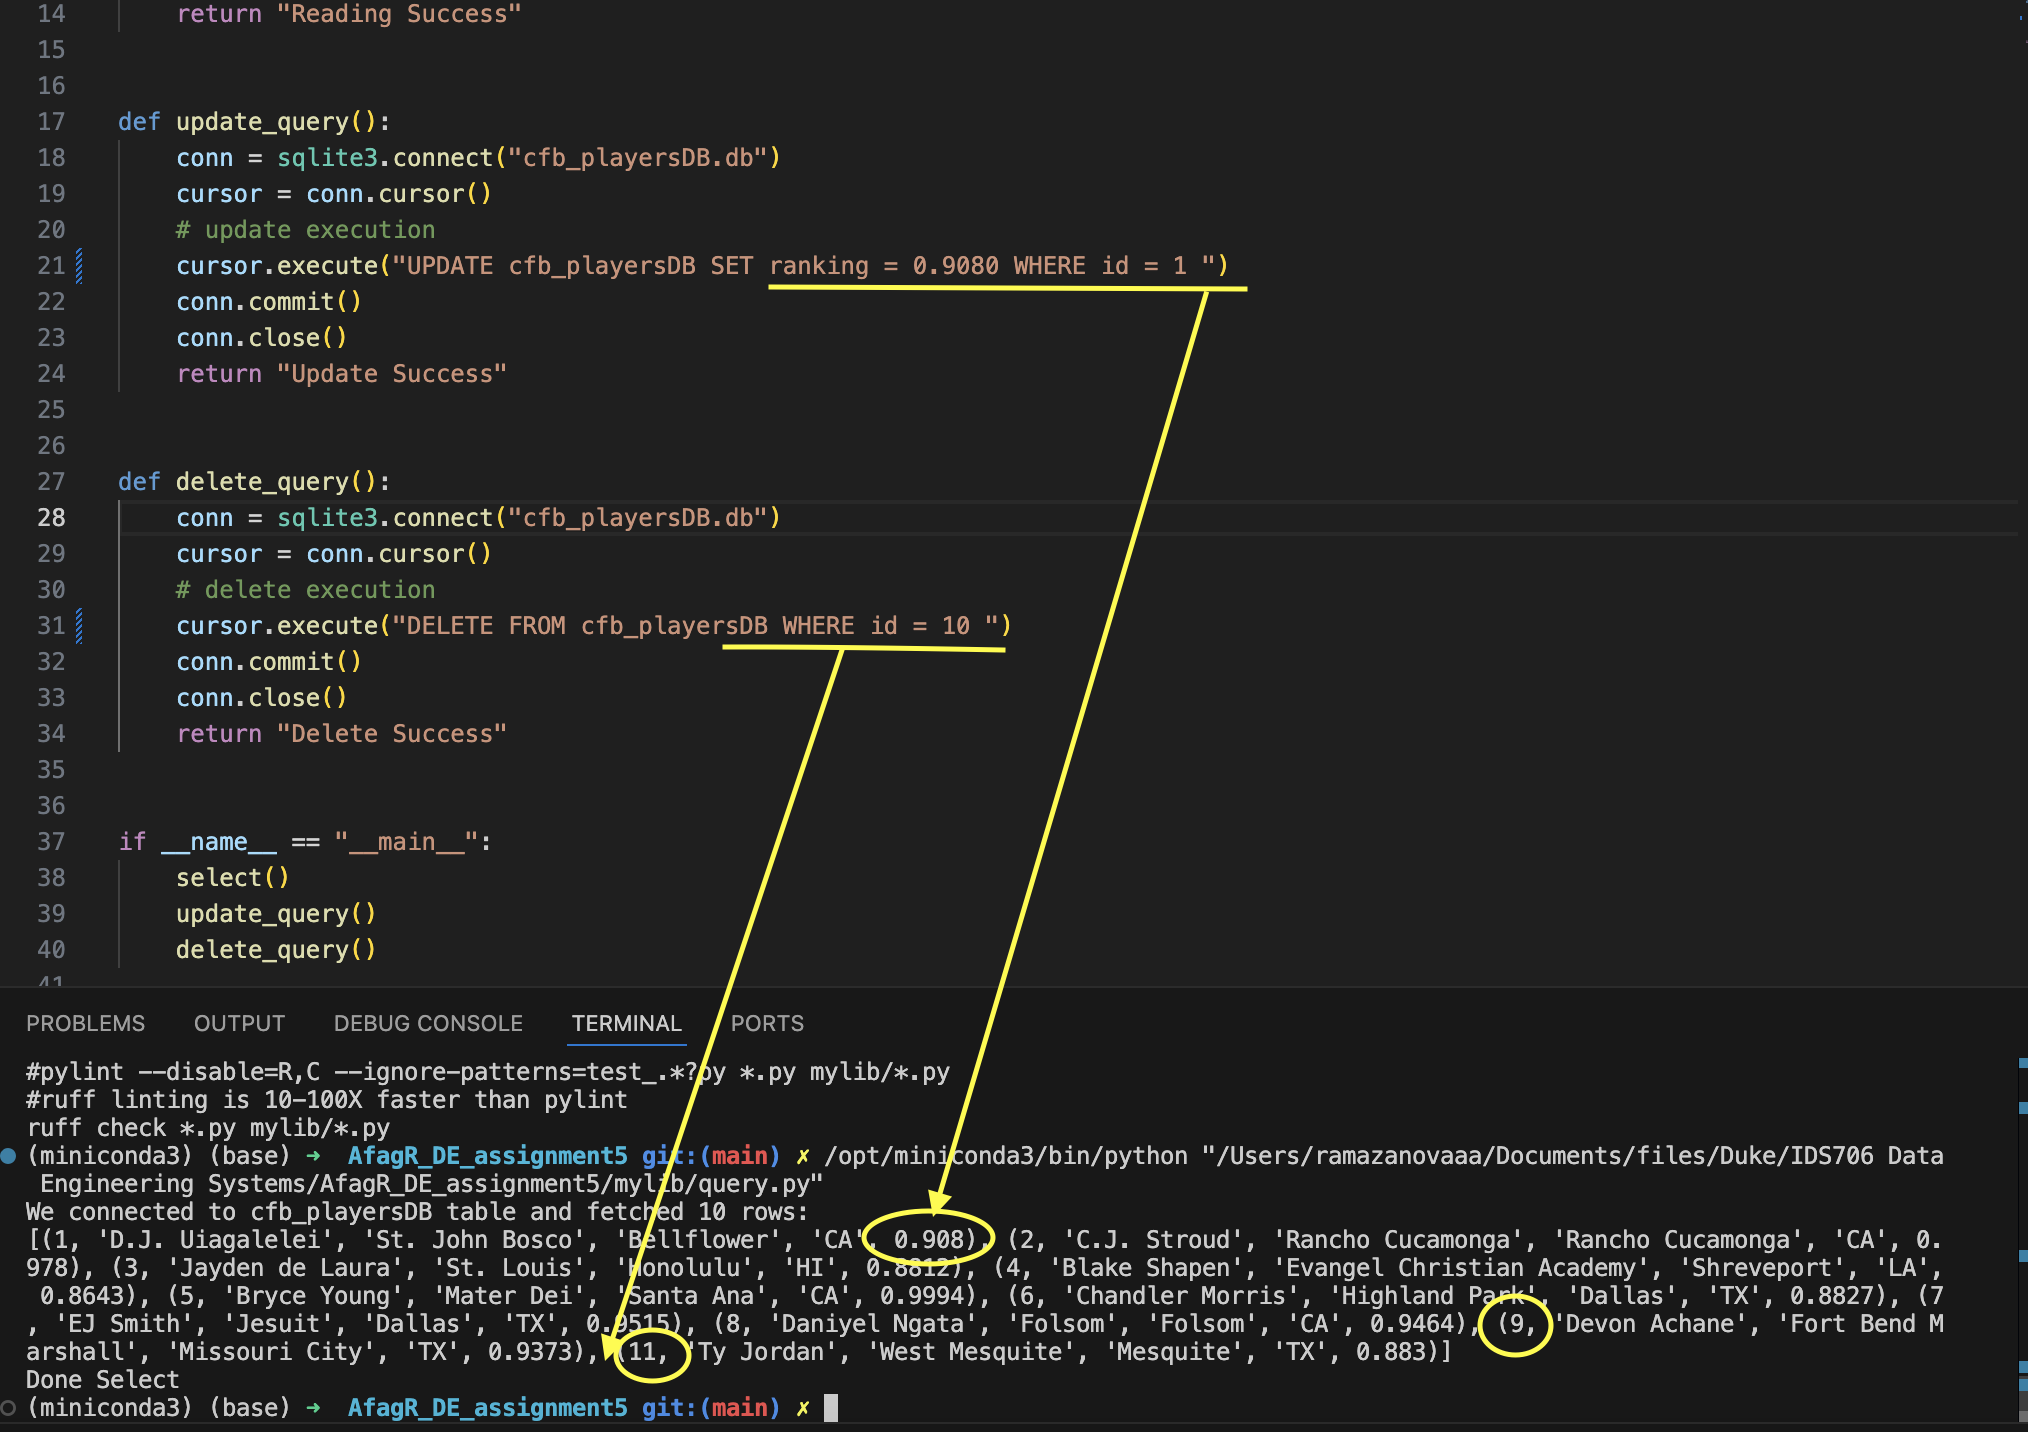 14 return "Reading Success"
15
16
17 def update_query():
18 conn = sqlite3.connect("cfb_playersDB.db")
19 cursor = conn.cursor()
20 # update execution
21 cursor.execute("UPDATE cfb_playersDB SET ranking = 0.9080 WHERE id = 1 ")
22 conn.commit()
23 conn.close()
24 return "Update Success"
25
26
27 def delete_query():
28 conn = sqlite3.connect("cfb_playersDB.db")
29 cursor = conn.cursor()
30 # delete execution
31 cursor.execute("DELETE FROM cfb_playersDB WHERE id = 10 ")
32 conn.commit()
33 conn.close()
34 return "Delete Success"
35
36
37 if __name__ == "__main__":
38 select()
39 update_query()
40 delete_query()
41
PROBLEMS OUTPUT DEBUG CONSOLE TERMINAL PORTS
#pylint --disable=R,C --ignore-patterns=test_.*?py *.py mylib/*.py
#ruff linting is 10-100X faster than pylint
ruff check *.py mylib/*.py
(miniconda3) (base) ➜ AfagR_DE_assignment5 git:(main) ✗ /opt/miniconda3/bin/python "/Users/ramazanovaaa/Documents/files/Duke/IDS706 Data
Engineering Systems/AfagR_DE_assignment5/mylib/query.py"
We connected to cfb_playersDB table and fetched 10 rows:
[(1, 'D.J. Uiagalelei', 'St. John Bosco', 'Bellflower', 'CA', 0.908), (2, 'C.J. Stroud', 'Rancho Cucamonga', 'Rancho Cucamonga', 'CA', 0.
978), (3, 'Jayden de Laura', 'St. Louis', 'Honolulu', 'HI', 0.8812), (4, 'Blake Shapen', 'Evangel Christian Academy', 'Shreveport', 'LA',
0.8643), (5, 'Bryce Young', 'Mater Dei', 'Santa Ana', 'CA', 0.9994), (6, 'Chandler Morris', 'Highland Park', 'Dallas', 'TX', 0.8827), (7
, 'EJ Smith', 'Jesuit', 'Dallas', 'TX', 0.9515), (8, 'Daniyel Ngata', 'Folsom', 'Folsom', 'CA', 0.9464), (9, 'Devon Achane', 'Fort Bend M
arshall', 'Missouri City', 'TX', 0.9373), (11, 'Ty Jordan', 'West Mesquite', 'Mesquite', 'TX', 0.883)]
Done Select
(miniconda3) (base) ➜ AfagR_DE_assignment5 git:(main) ✗